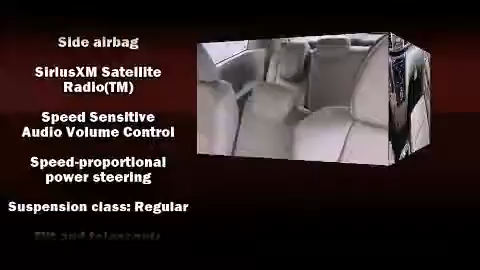 Side airbag
SiriusXM Satellite
Radio(TM)
Speed Sensitive
Audio Volume Control
Speed-proportional
power steering
Suspension class: Regular